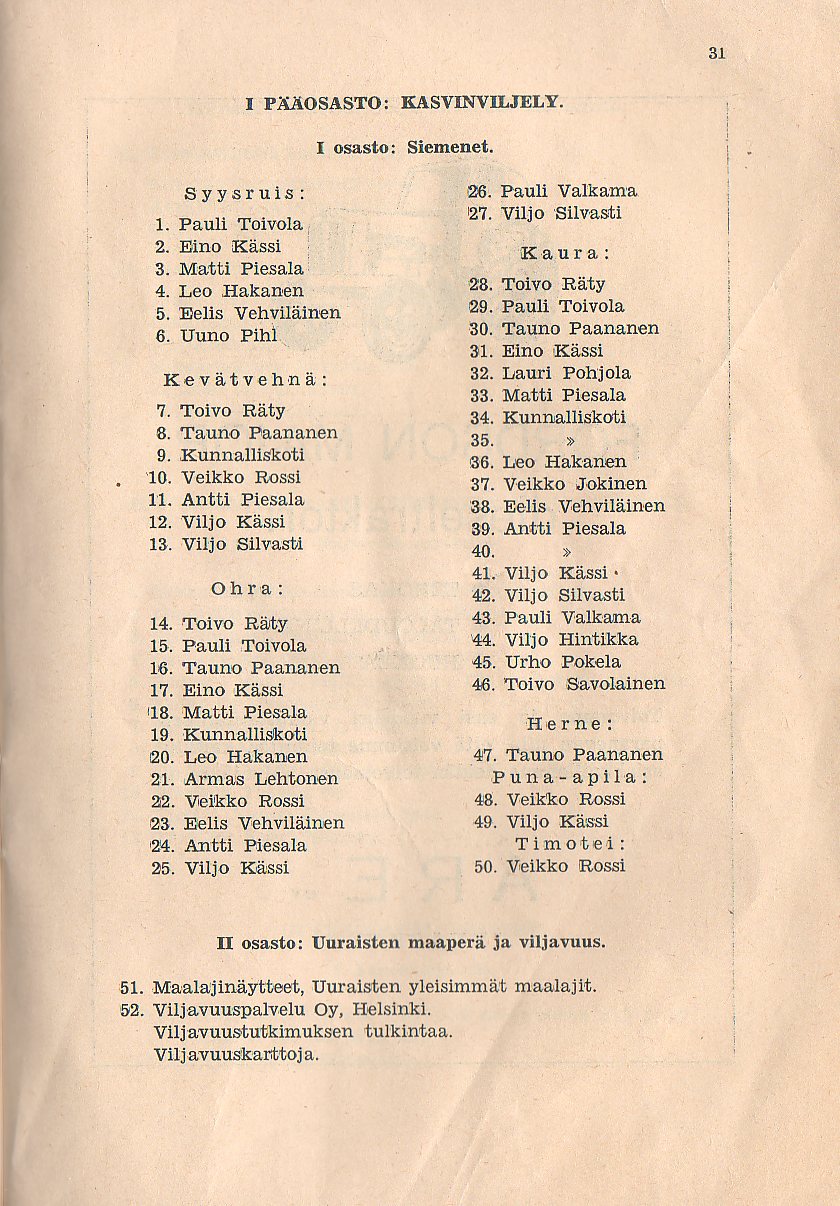 31
I PÄÄOSASTO: KASVINVILJELY.
I osasto: Siemenet.
Syysruis:
1. Pauli Toivola
2. Eino Kässi
3. Matti Piesala
4. Leo Hakanen
5. Eelis Vehviläinen
6. Uuno Pihl
Kevätvehnä:
7. Toivo Räty
8. Tauno Paananen
9. Kunnalliskoti
10. Veikko Rossi
11. Antti Piesala
12. Viljo Kässi
13. Viljo Silvasti
Ohra:
14. Toivo Räty
15. Pauli Toivola
16. Tauno Paananen
17. Eino Kässi
18. Matti Piesala
19. Kunnalliskoti
20. Leo Hakanen
21. Armas Lehtonen
22. Veikko Rossi
23. Eelis Vehviläinen
24. Antti Piesala
25. Viljo Kässi
26. Pauli Valkama
27. Viljo Silvasti
Kaura:
28. Toivo Räty
29. Pauli Toivola
30. Tauno Paananen
31. Eino Kässi
32. Lauri Pohjola
33. Matti Piesala
34. Kunnalliskoti
35. »
36. Leo Hakanen
37. Veikko Jokinen
38. Eelis Vehviläinen
39. Antti Piesala
40. »
41. Viljo Kässi
42. Viljo Silvasti
43. Pauli Valkama
44. Viljo Hintikka
45. Urho Pokela
46. Toivo Savolainen
Herne:
47. Tauno Paananen
Puna-apila:
48. Veikko Rossi
49. Viljo Kässi
Timotei:
50. Veikko Rossi
II osasto: Uuraisten maaperä ja viljavuus.
51. Maalajinäytteet, Uuraisten yleisimmät maalajit.
52. Viljavuuspalvelu Oy, Helsinki.
Viljavuustutkimuksen tulkintaa.
Viljavuuskarttoja.